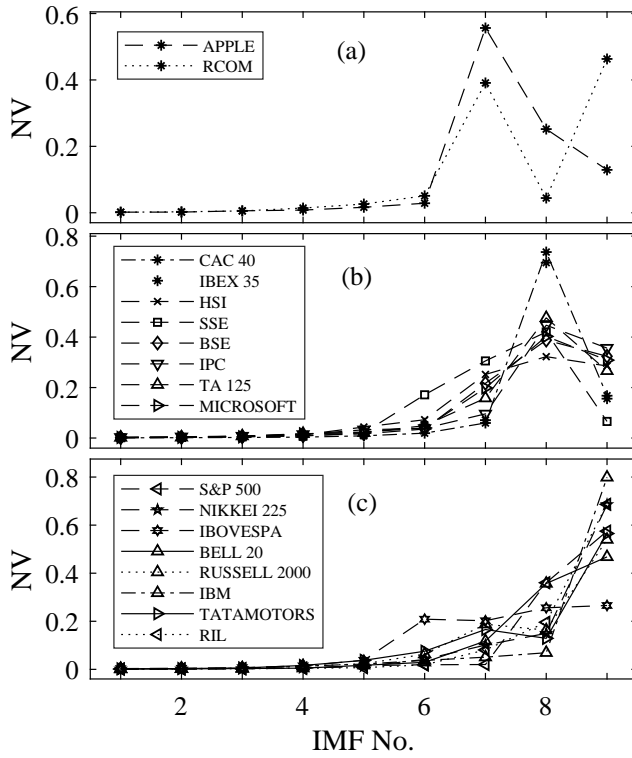 0.6
0.4
0.2
0
NV
APPLE
RCOM
(a)
0.8
0.6
0.4
0.2
0
NV
CAC 40
IBEX 35
HSI
SSE
BSE
IPC
TA 125
MICROSOFT
(b)
0.8
0.6
0.4
0.2
0
NV
S&P 500
NIKKEI 225
IBOVESPA
BELL 20
RUSSELL 2000
IBM
TATAMOTORS
RIL
(c)
2 4 6 8
IMF No.